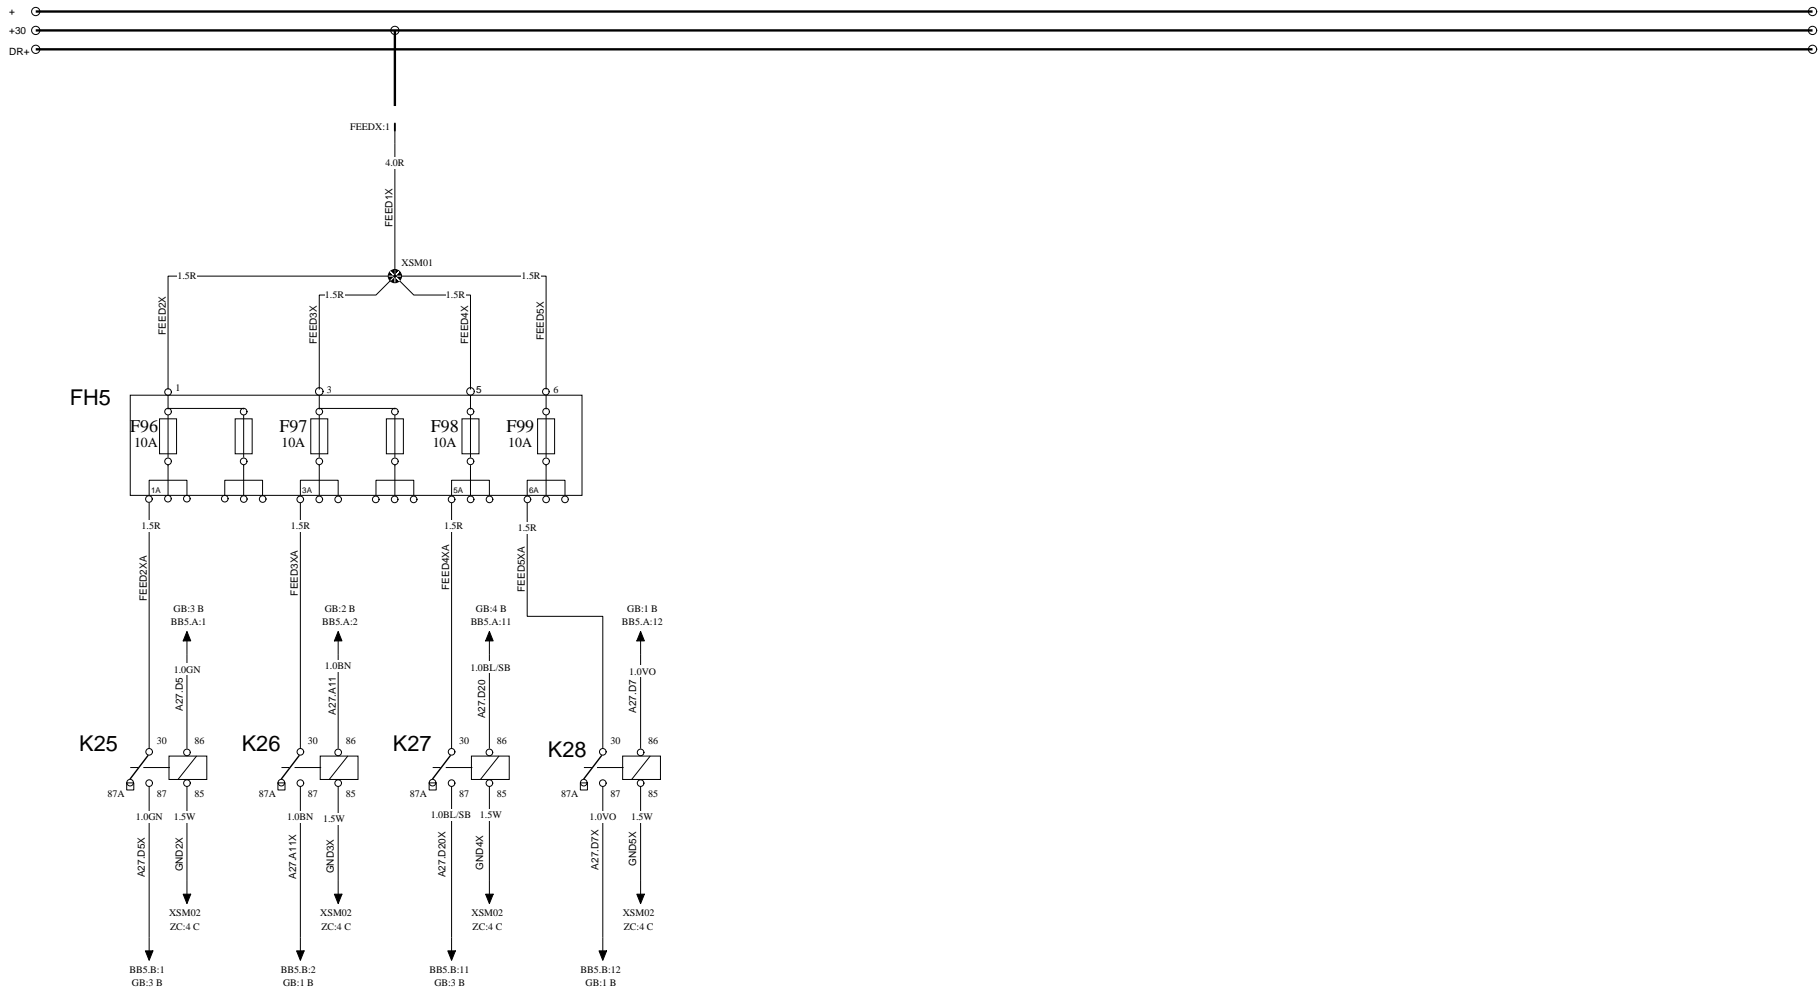 +
+30
DR+
FEEDX:1
4.0R
FEED1X
XSM01
1.5R 1.5R 1.5R 1.5R
FEED2X FEED3X FEED4X FEED5X
1 3 5 6
FH5
F96 F97 F98 F99
10A 10A 10A 10A
1A 3A 5A 6A
1.5R 1.5R 1.5R 1.5R
FEED2XA FEED3XA FEED4XA FEED5XA
GB:3 B GB:2 B GB:4 B GB:1 B
BB5.A:1 BB5.A:2 BB5.A:11 BB5.A:12
1.0GN 1.0BN 1.0BL/SB 1.0VO
A27.D5 A27.A11 A27.D20 A27.D7
K25 30 86 K26 30 86 K27 30 86 K28 30 86
87A 87 85 87A 87 85 87A 87 85 87A 87 85
1.0GN 1.5W 1.0BN 1.5W 1.0BL/SB 1.5W 1.0VO 1.5W
A27.D5X GND2X A27.A11X GND3X A27.D20X GND4X A27.D7X GND5X
XSM02 XSM02 XSM02 XSM02
ZC:4 C ZC:4 C ZC:4 C ZC:4 C
BB5.B:1 BB5.B:2 BB5.B:11 BB5.B:12
GB:3 B GB:1 B GB:3 B GB:1 B